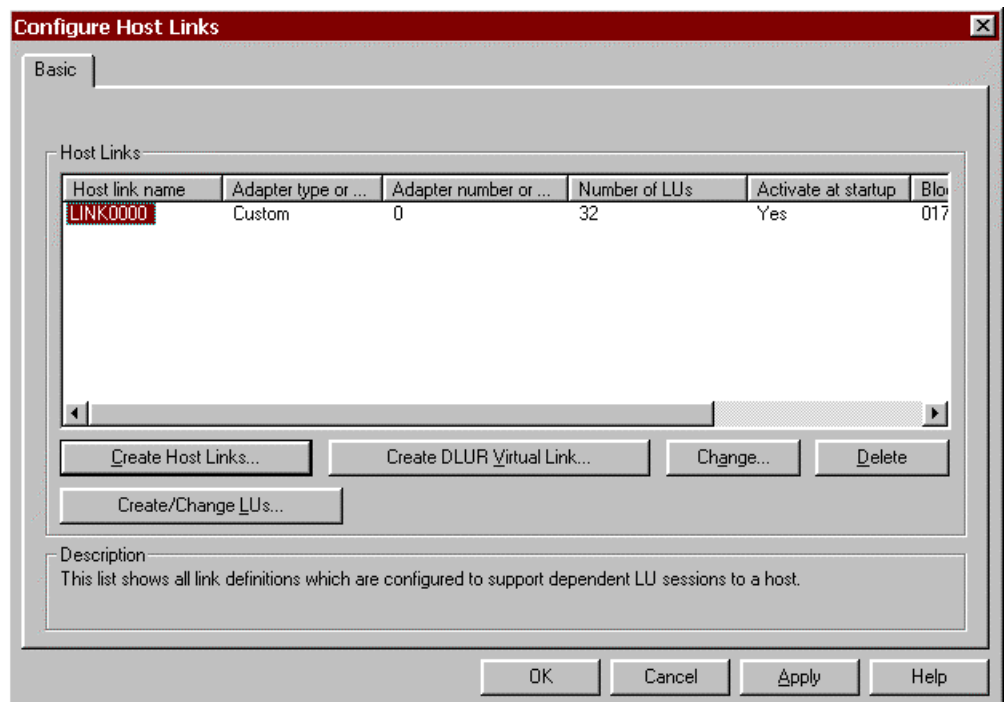 Configure Host Links
Basic
Host Links
Host link name Adapter type or ... Adapter number or ... Number of LUs Activate at startup Blo
LINK0000 Custom 0 32 Yes 017
Create Host Links... Create DLUR Virtual Link... Change... Delete
Create/Change LUs...
Description
This list shows all link definitions which are configured to support dependent LU sessions to a host.
OK Cancel Apply Help